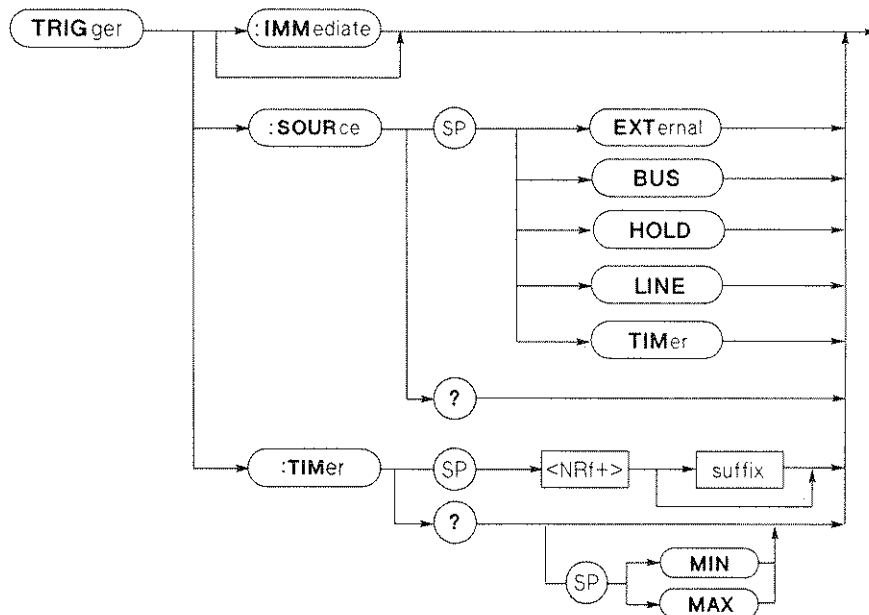 TRIGger
:IMMediate
:SOURce
SP
EXTernal
BUS
HOLD
LINE
TIMer
?
:TIMer
SP
<NRf+>
suffix
?
SP
MIN
MAX